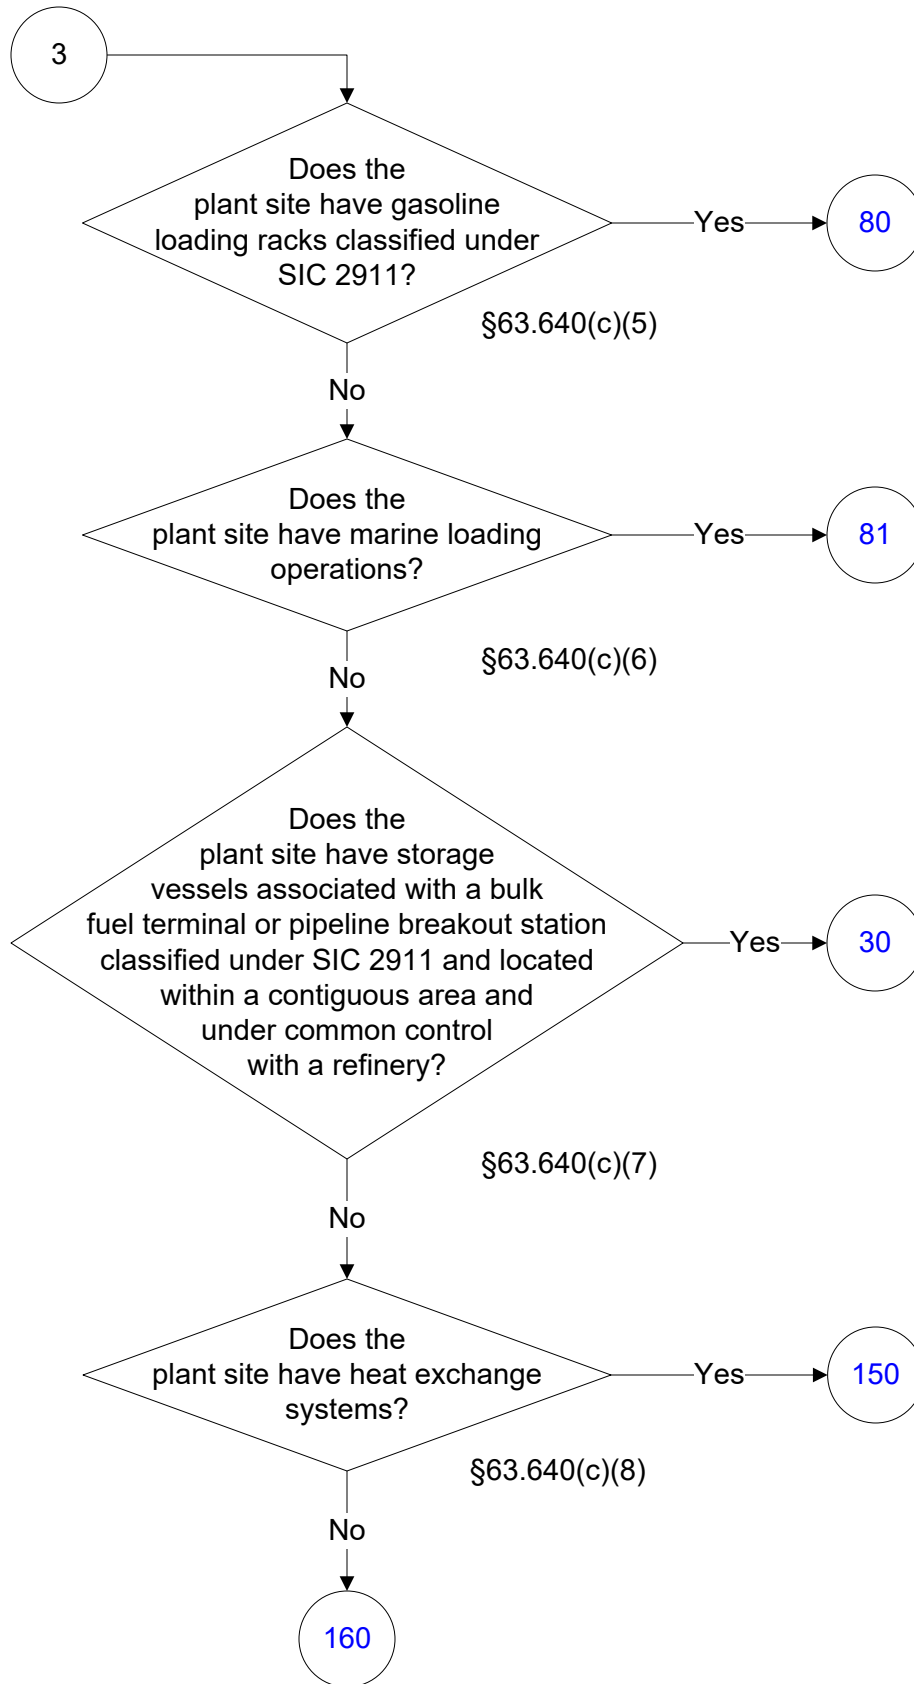 3
Does the
plant site have gasoline
loading racks classified under
SIC 2911?
Yes
80
§63.640(c)(5)
No
Does the
plant site have marine loading
operations?
Yes
81
§63.640(c)(6)
No
Does the
plant site have storage
vessels associated with a bulk
fuel terminal or pipeline breakout station
classified under SIC 2911 and located
within a contiguous area and
under common control
with a refinery?
Yes
30
§63.640(c)(7)
No
Does the
plant site have heat exchange
systems?
Yes
150
§63.640(c)(8)
No
160